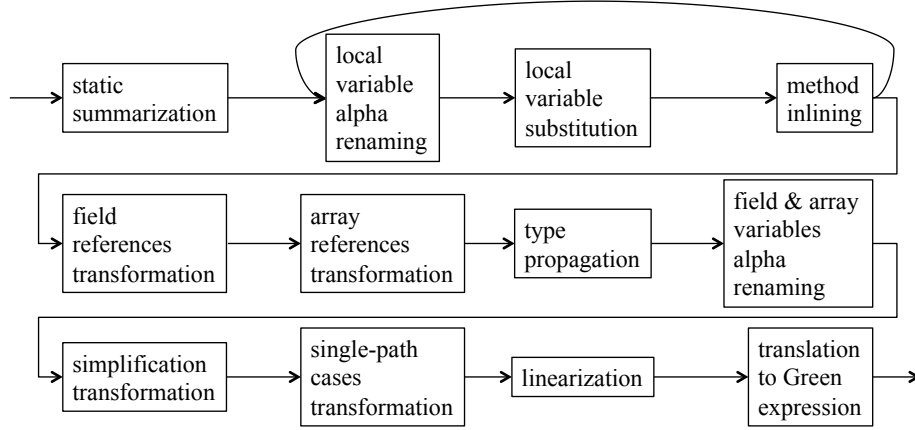 static
summarization
local
variable
alpha
renaming
local
variable
substitution
method
inlining
field
references
transformation
array
references
transformation
type
propagation
field & array
variables
alpha
renaming
simplification
transformation
single-path
cases
transformation
linearization
translation
to Green
expression